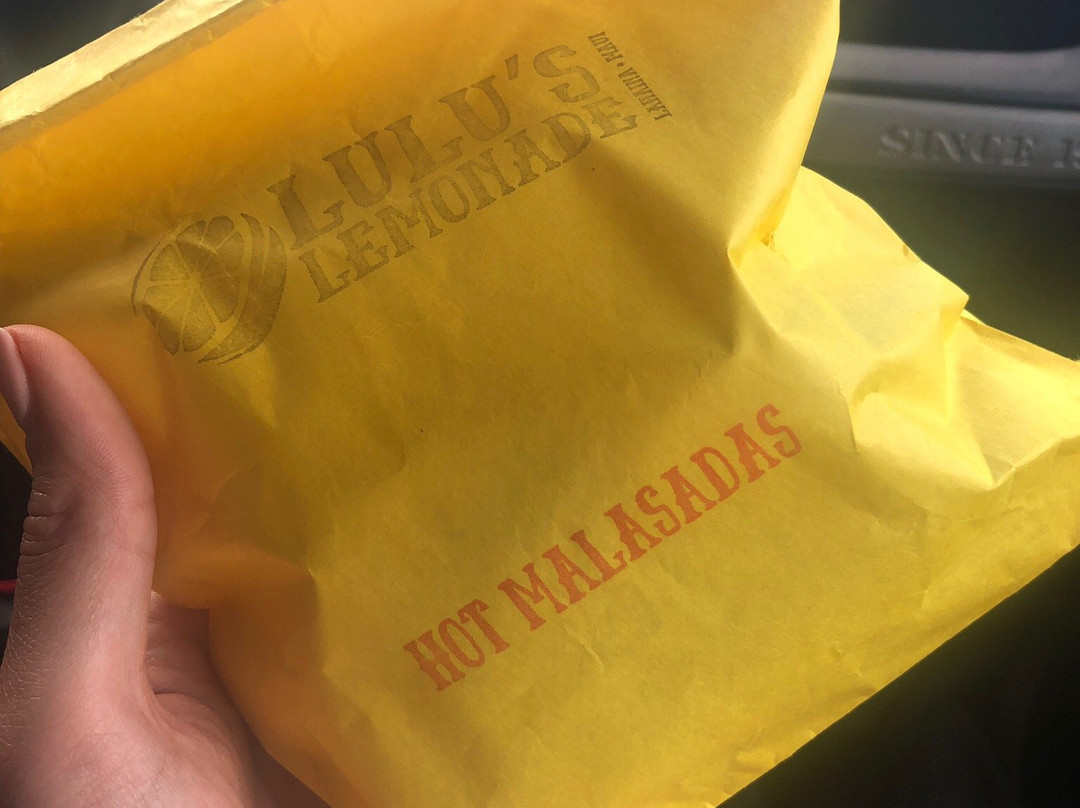 LULU'S
LEMONADE
LAHAINA • MAUI
SINCE
HOT MALASADAS